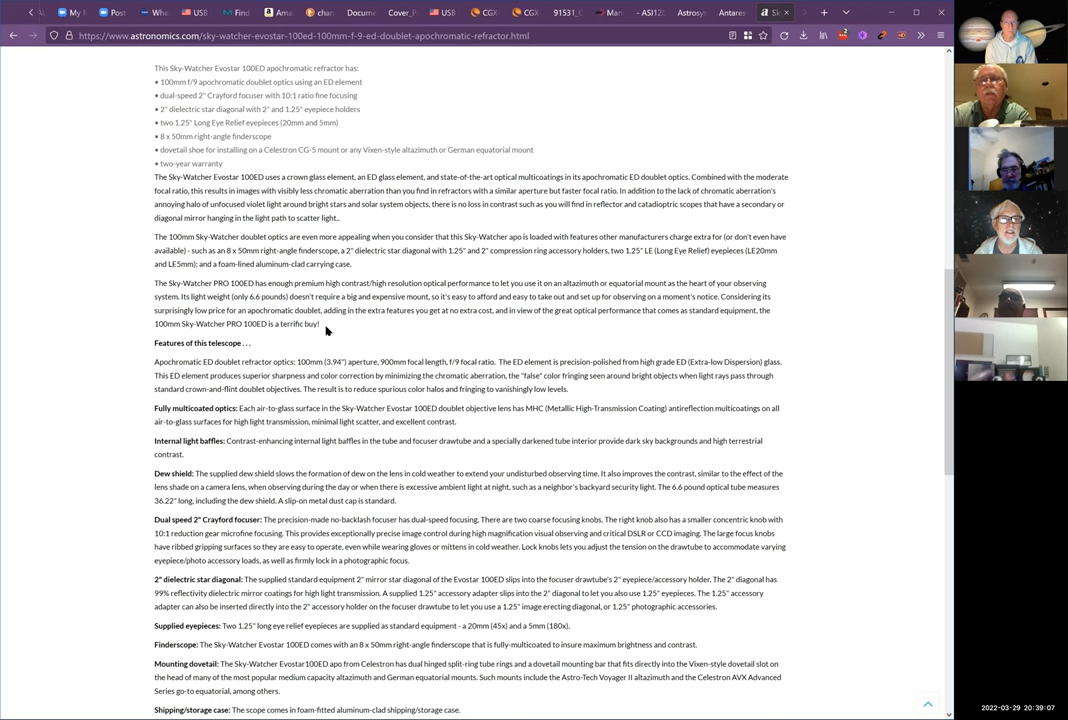 My N
Post
Whe
USB
Find
Ama
chan
Docume
Cover_P
USB
CGX-
CGX
91531_C
Man
- ASI120
Astrosy
Antares
Sk
https://www.astronomics.com/sky-watcher-evostar-100ed-100mm-f-9-ed-doublet-apochromatic-refractor.html
This Sky-Watcher Evostar 100ED apochromatic refractor has:
• 100mm f/9 apochromatic doublet optics using an ED element
• dual-speed 2" Crayford focuser with 10:1 ratio fine focusing
• 2" dielectric star diagonal with 2" and 1.25" eyepiece holders
• two 1.25" Long Eye Relief eyepieces (20mm and 5mm)
• 8 x 50mm right-angle finderscope
• dovetail shoe for installing on a Celestron CG-5 mount or any Vixen-style altazimuth or German equatorial mount
• two-year warranty
The Sky-Watcher Evostar 100ED uses a crown glass element, an ED glass element, and state-of-the-art optical multicoatings in its apochromatic ED doublet optics. Combined with the moderate
focal ratio, this results in images with visibly less chromatic aberration than you find in refractors with a similar aperture but faster focal ratio. In addition to the lack of chromatic aberration's
annoying halo of unfocused violet light around bright stars and solar system objects, there is no loss in contrast such as you will find in reflector and catadioptric scopes that have a secondary or
diagonal mirror hanging in the light path to scatter light..
The 100mm Sky-Watcher doublet optics are even more appealing when you consider that this Sky-Watcher apo is loaded with features other manufacturers charge extra for (or don't even have
available) - such as an 8 x 50mm right-angle finderscope, a 2" dielectric star diagonal with 1.25" and 2" compression ring accessory holders, two 1.25" LE (Long Eye Relief) eyepieces (LE20mm
and LE5mm); and a foam-lined aluminum-clad carrying case.
The Sky-Watcher PRO 100ED has enough premium high contrast/high resolution optical performance to let you use it on an altazimuth or equatorial mount as the heart of your observing
system. Its light weight (only 6.6 pounds) doesn't require a big and expensive mount, so it's easy to afford and easy to take out and set up for observing on a moment's notice. Considering its
surprisingly low price for an apochromatic doublet, adding in the extra features you get at no extra cost, and in view of the great optical performance that comes as standard equipment, the
100mm Sky-Watcher PRO 100ED is a terrific buy!
Features of this telescope . . .
Apochromatic ED doublet refractor optics: 100mm (3.94") aperture, 900mm focal length, f/9 focal ratio. The ED element is precision-polished from high grade ED (Extra-low Dispersion) glass.
This ED element produces superior sharpness and color correction by minimizing the chromatic aberration, the "false" color fringing seen around bright objects when light rays pass through
standard crown-and-flint doublet objectives. The result is to reduce spurious color halos and fringing to vanishingly low levels.
Fully multicoated optics: Each air-to-glass surface in the Sky-Watcher Evostar 100ED doublet objective lens has MHC (Metallic High-Transmission Coating) antireflection multicoatings on all
air-to-glass surfaces for high light transmission, minimal light scatter, and excellent contrast.
Internal light baffles: Contrast-enhancing internal light baffles in the tube and focuser drawtube and a specially darkened tube interior provide dark sky backgrounds and high terrestrial
contrast.
Dew shield: The supplied dew shield slows the formation of dew on the lens in cold weather to extend your undisturbed observing time. It also improves the contrast, similar to the effect of the
lens shade on a camera lens, when observing during the day or when there is excessive ambient light at night, such as a neighbor's backyard security light. The 6.6 pound optical tube measures
36.22" long, including the dew shield. A slip-on metal dust cap is standard.
Dual speed 2" Crayford focuser: The precision-made no-backlash focuser has dual-speed focusing. There are two coarse focusing knobs. The right knob also has a smaller concentric knob with
10:1 reduction gear microfine focusing. This provides exceptionally precise image control during high magnification visual observing and critical DSLR or CCD imaging. The large focus knobs
have ribbed gripping surfaces so they are easy to operate, even while wearing gloves or mittens in cold weather. Lock knobs lets you adjust the tension on the drawtube to accommodate varying
eyepiece/photo accessory loads, as well as firmly lock in a photographic focus.
2" dielectric star diagonal: The supplied standard equipment 2" mirror star diagonal of the Evostar 100ED slips into the focuser drawtube's 2" eyepiece/accessory holder. The 2" diagonal has
99% reflectivity dielectric mirror coatings for high light transmission. A supplied 1.25" accessory adapter slips into the 2" diagonal to let you also use 1.25" eyepieces. The 1.25" accessory
adapter can also be inserted directly into the 2" accessory holder on the focuser drawtube to let you use a 1.25" image erecting diagonal, or 1.25" photographic accessories.
Supplied eyepieces: Two 1.25" long eye relief eyepieces are supplied as standard equipment - a 20mm (45x) and a 5mm (180x).
Finderscope: The Sky-Watcher Evostar 100ED comes with an 8 x 50mm right-angle finderscope that is fully-multicoated to insure maximum brightness and contrast.
Mounting dovetail: The Sky-Watcher Evostar100ED apo from Celestron has dual hinged split-ring tube rings and a dovetail mounting bar that fits directly into the Vixen-style dovetail slot on
the head of many of the most popular medium capacity altazimuth and German equatorial mounts. Such mounts include the Astro-Tech Voyager II altazimuth and the Celestron AVX Advanced
Series go-to equatorial, among others.
Shipping/storage case: The scope comes in foam-fitted aluminum-clad shipping/storage case.
2022-03-29 20:39:07